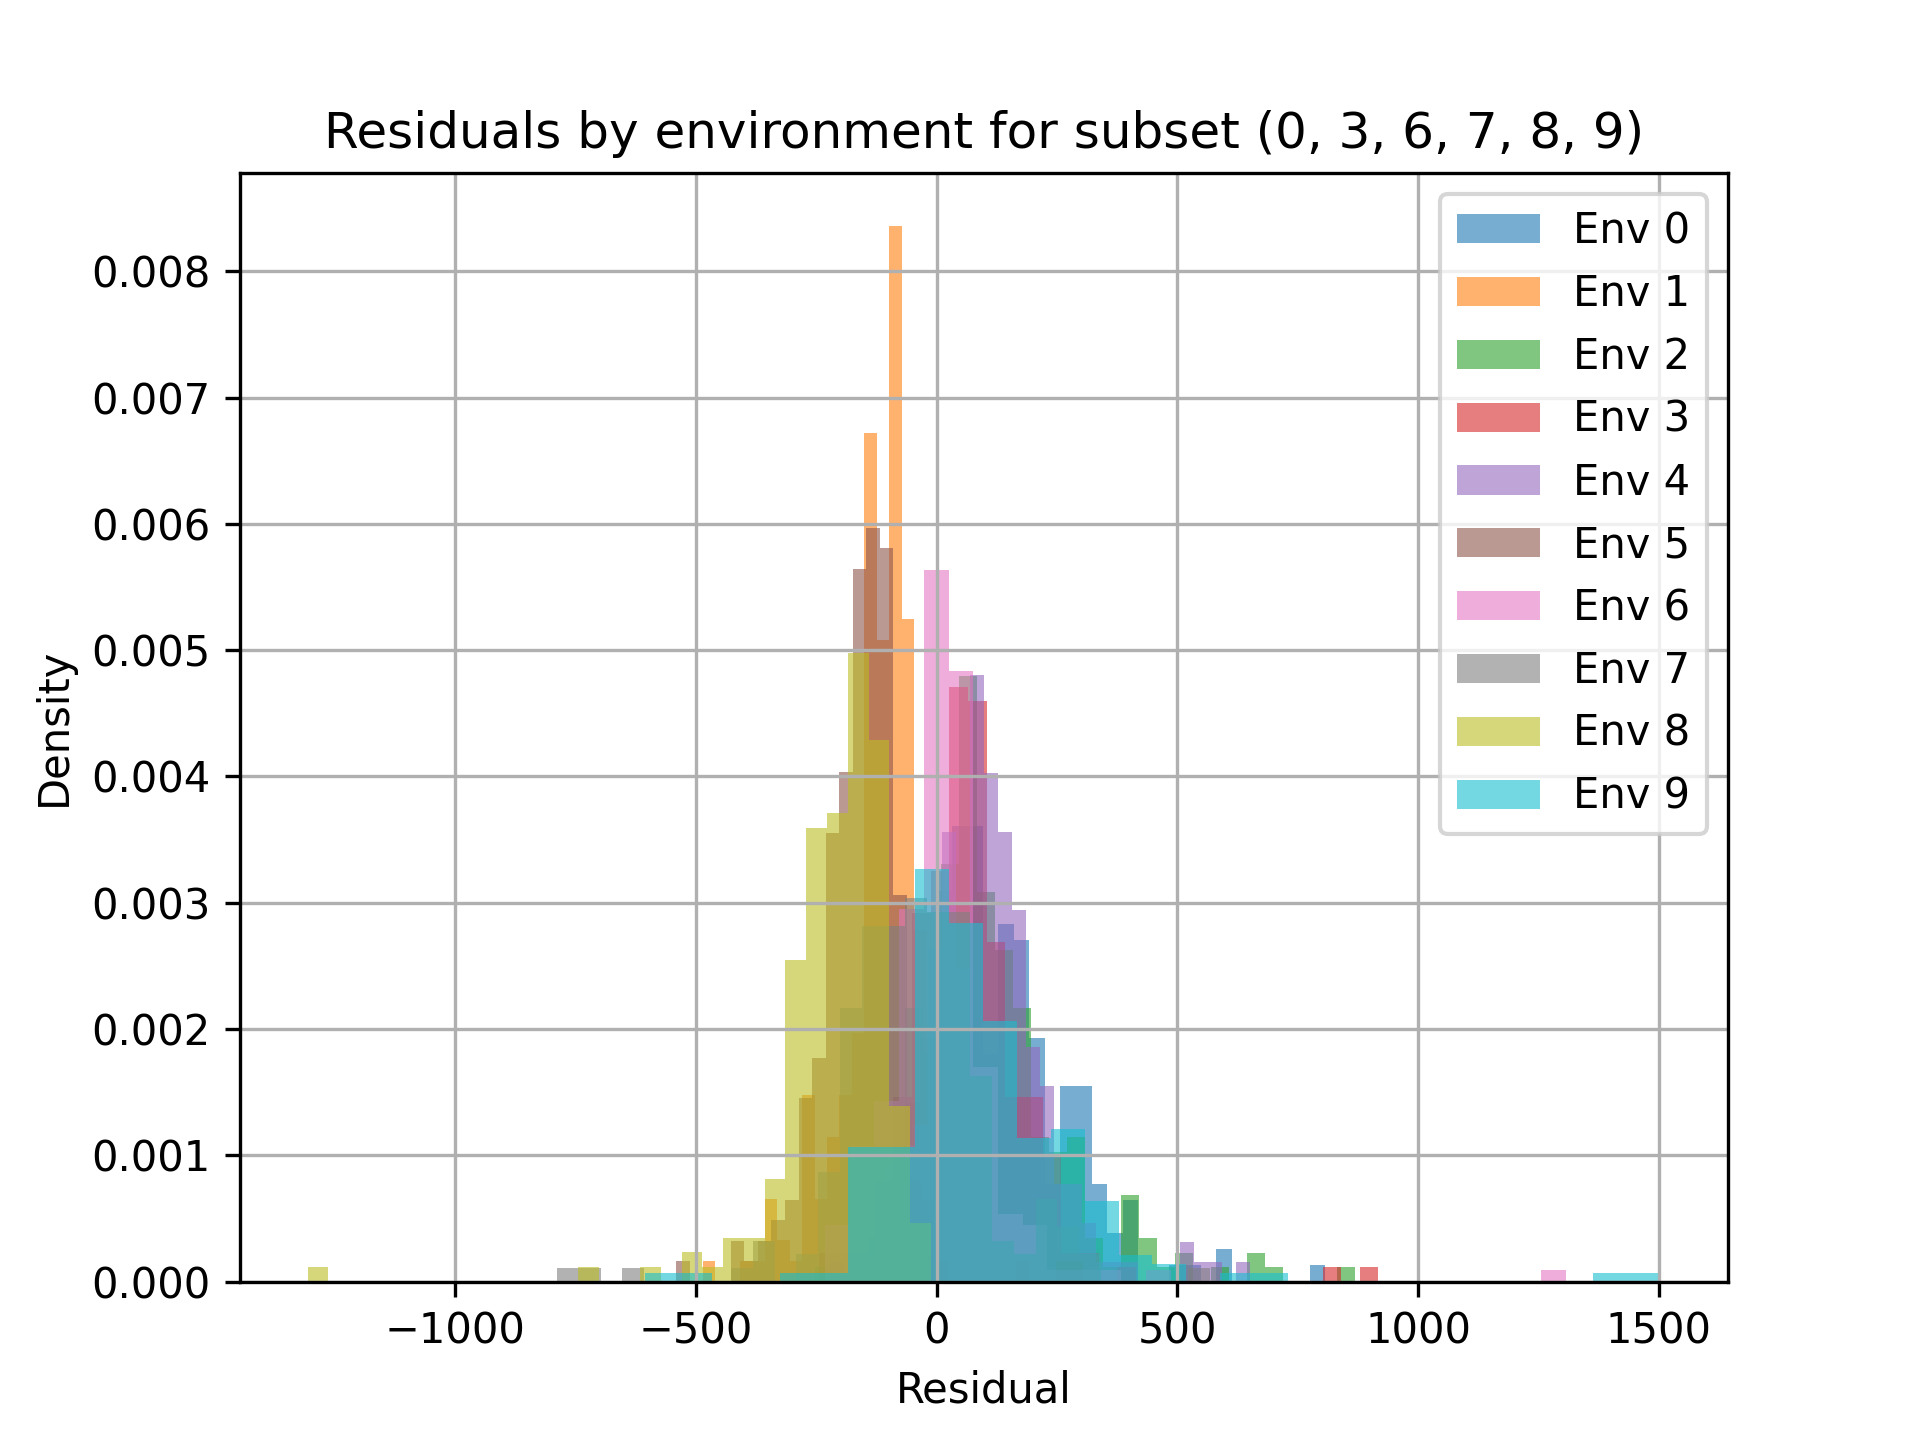 Residuals by environment for subset (0, 3, 6, 7, 8, 9)
Env 0
Env 1
Env 2
Env 3
Env 4
Env 5
Env 6
Env 7
Env 8
Env 9
Density
0.008
0.007
0.006
0.005
0.004
0.003
0.002
0.001
0.000
−1000 −500 0 500 1000 1500
Residual